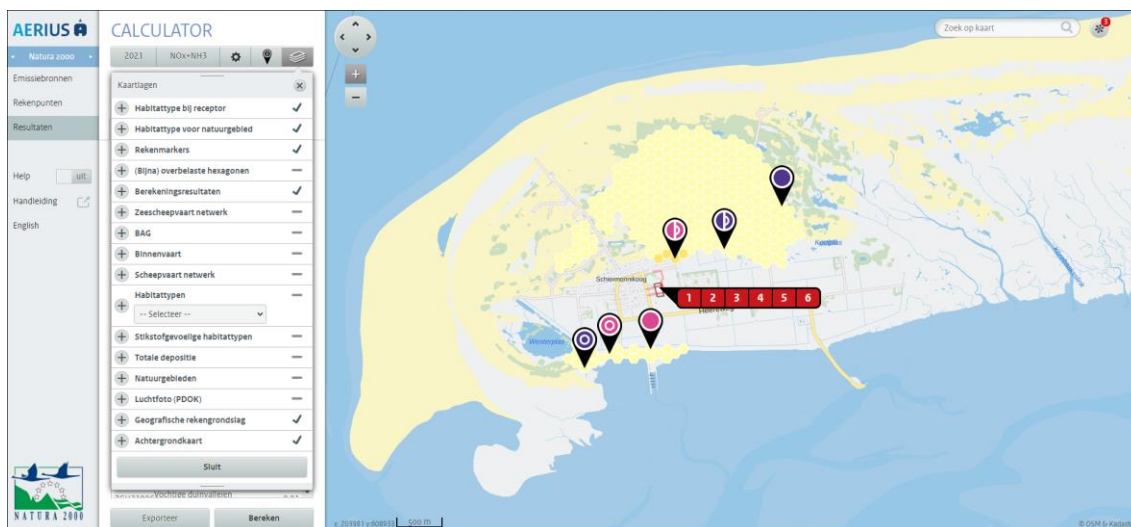 AERIUS
CALCULATOR
Natura 2000
2023
NOx+NH3
Emissiebronnen
Rekenpunten
Resultaten
Help
uit
Handleiding
English
Kaartlagen
Habitattype bij receptor
Habitattype voor natuurgebied
Rekenmarkers
(Bijna) overbelaste hexagonen
Berekeningsresultaten
Zeescheepvaart netwerk
BAG
Binnenvaart
Scheepvaart netwerk
Habitattypen
-- Selecteer --
Stikstofgevoelige habitattypen
Totale depositie
Natuurgebieden
Luchtfoto (PDOK)
Geografische rekengrondslag
Achtergrondkaart
Sluit
Vochtige duinvalleien
Exporteer
Bereken
NATURA 2000
Zoek op kaart
3
Schiermonnikoog
1 2 3 4 5 6
Heereweg
Westerplas
500 m
© OSM & Kadaster